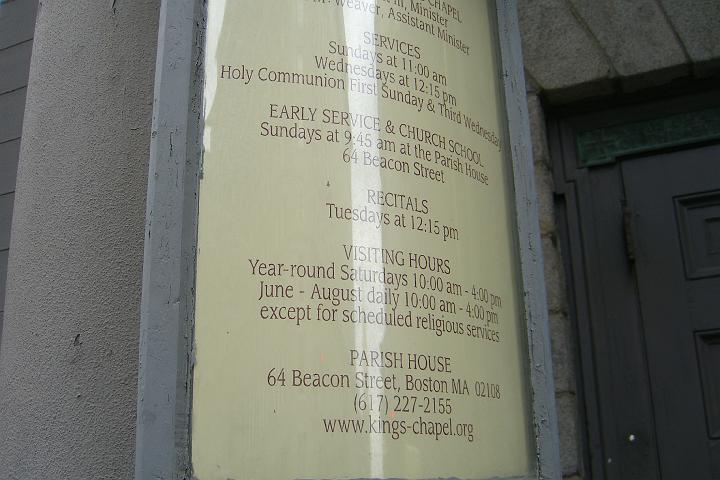 CHAPEL
III, Minister
Weaver, Assistant Minister
SERVICES
Sundays at 11:00 am
Wednesdays at 12:15 pm
Holy Communion First Sunday & Third Wednesday
EARLY SERVICE & CHURCH SCHOOL
Sundays at 9:45 am at the Parish House
64 Beacon Street
RECITALS
Tuesdays at 12:15 pm
VISITING HOURS
Year-round Saturdays 10:00 am - 4:00 pm
June - August daily 10:00 am - 4:00 pm
except for scheduled religious services
PARISH HOUSE
64 Beacon Street, Boston MA 02108
(617) 227-2155
www.kings-chapel.org